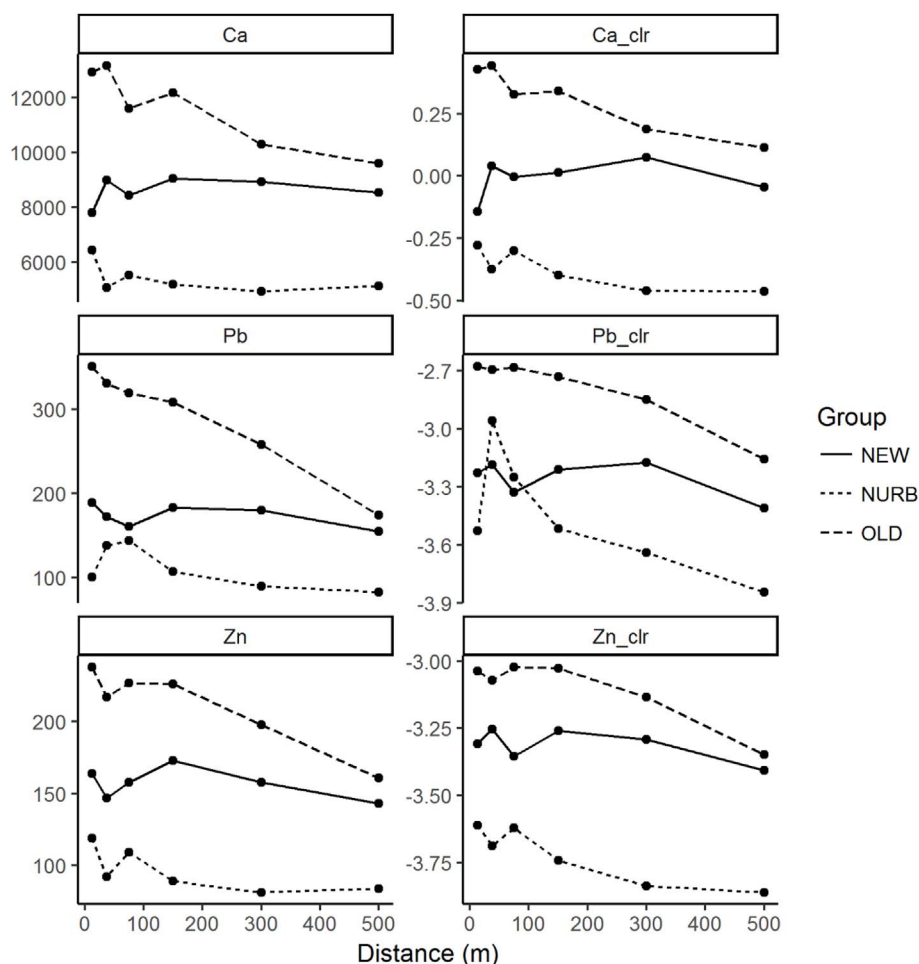 Ca
Ca_clr
12000
10000
8000
6000
0.25
0.00
-0.25
-0.50
Pb
Pb_clr
300
200
100
-2.7
-3.0
-3.3
-3.6
-3.9
Group
NEW
NURB
OLD
Zn
Zn_clr
200
150
100
-3.00
-3.25
-3.50
-3.75
0 100 200 300 400 500
0 100 200 300 400 500
Distance (m)